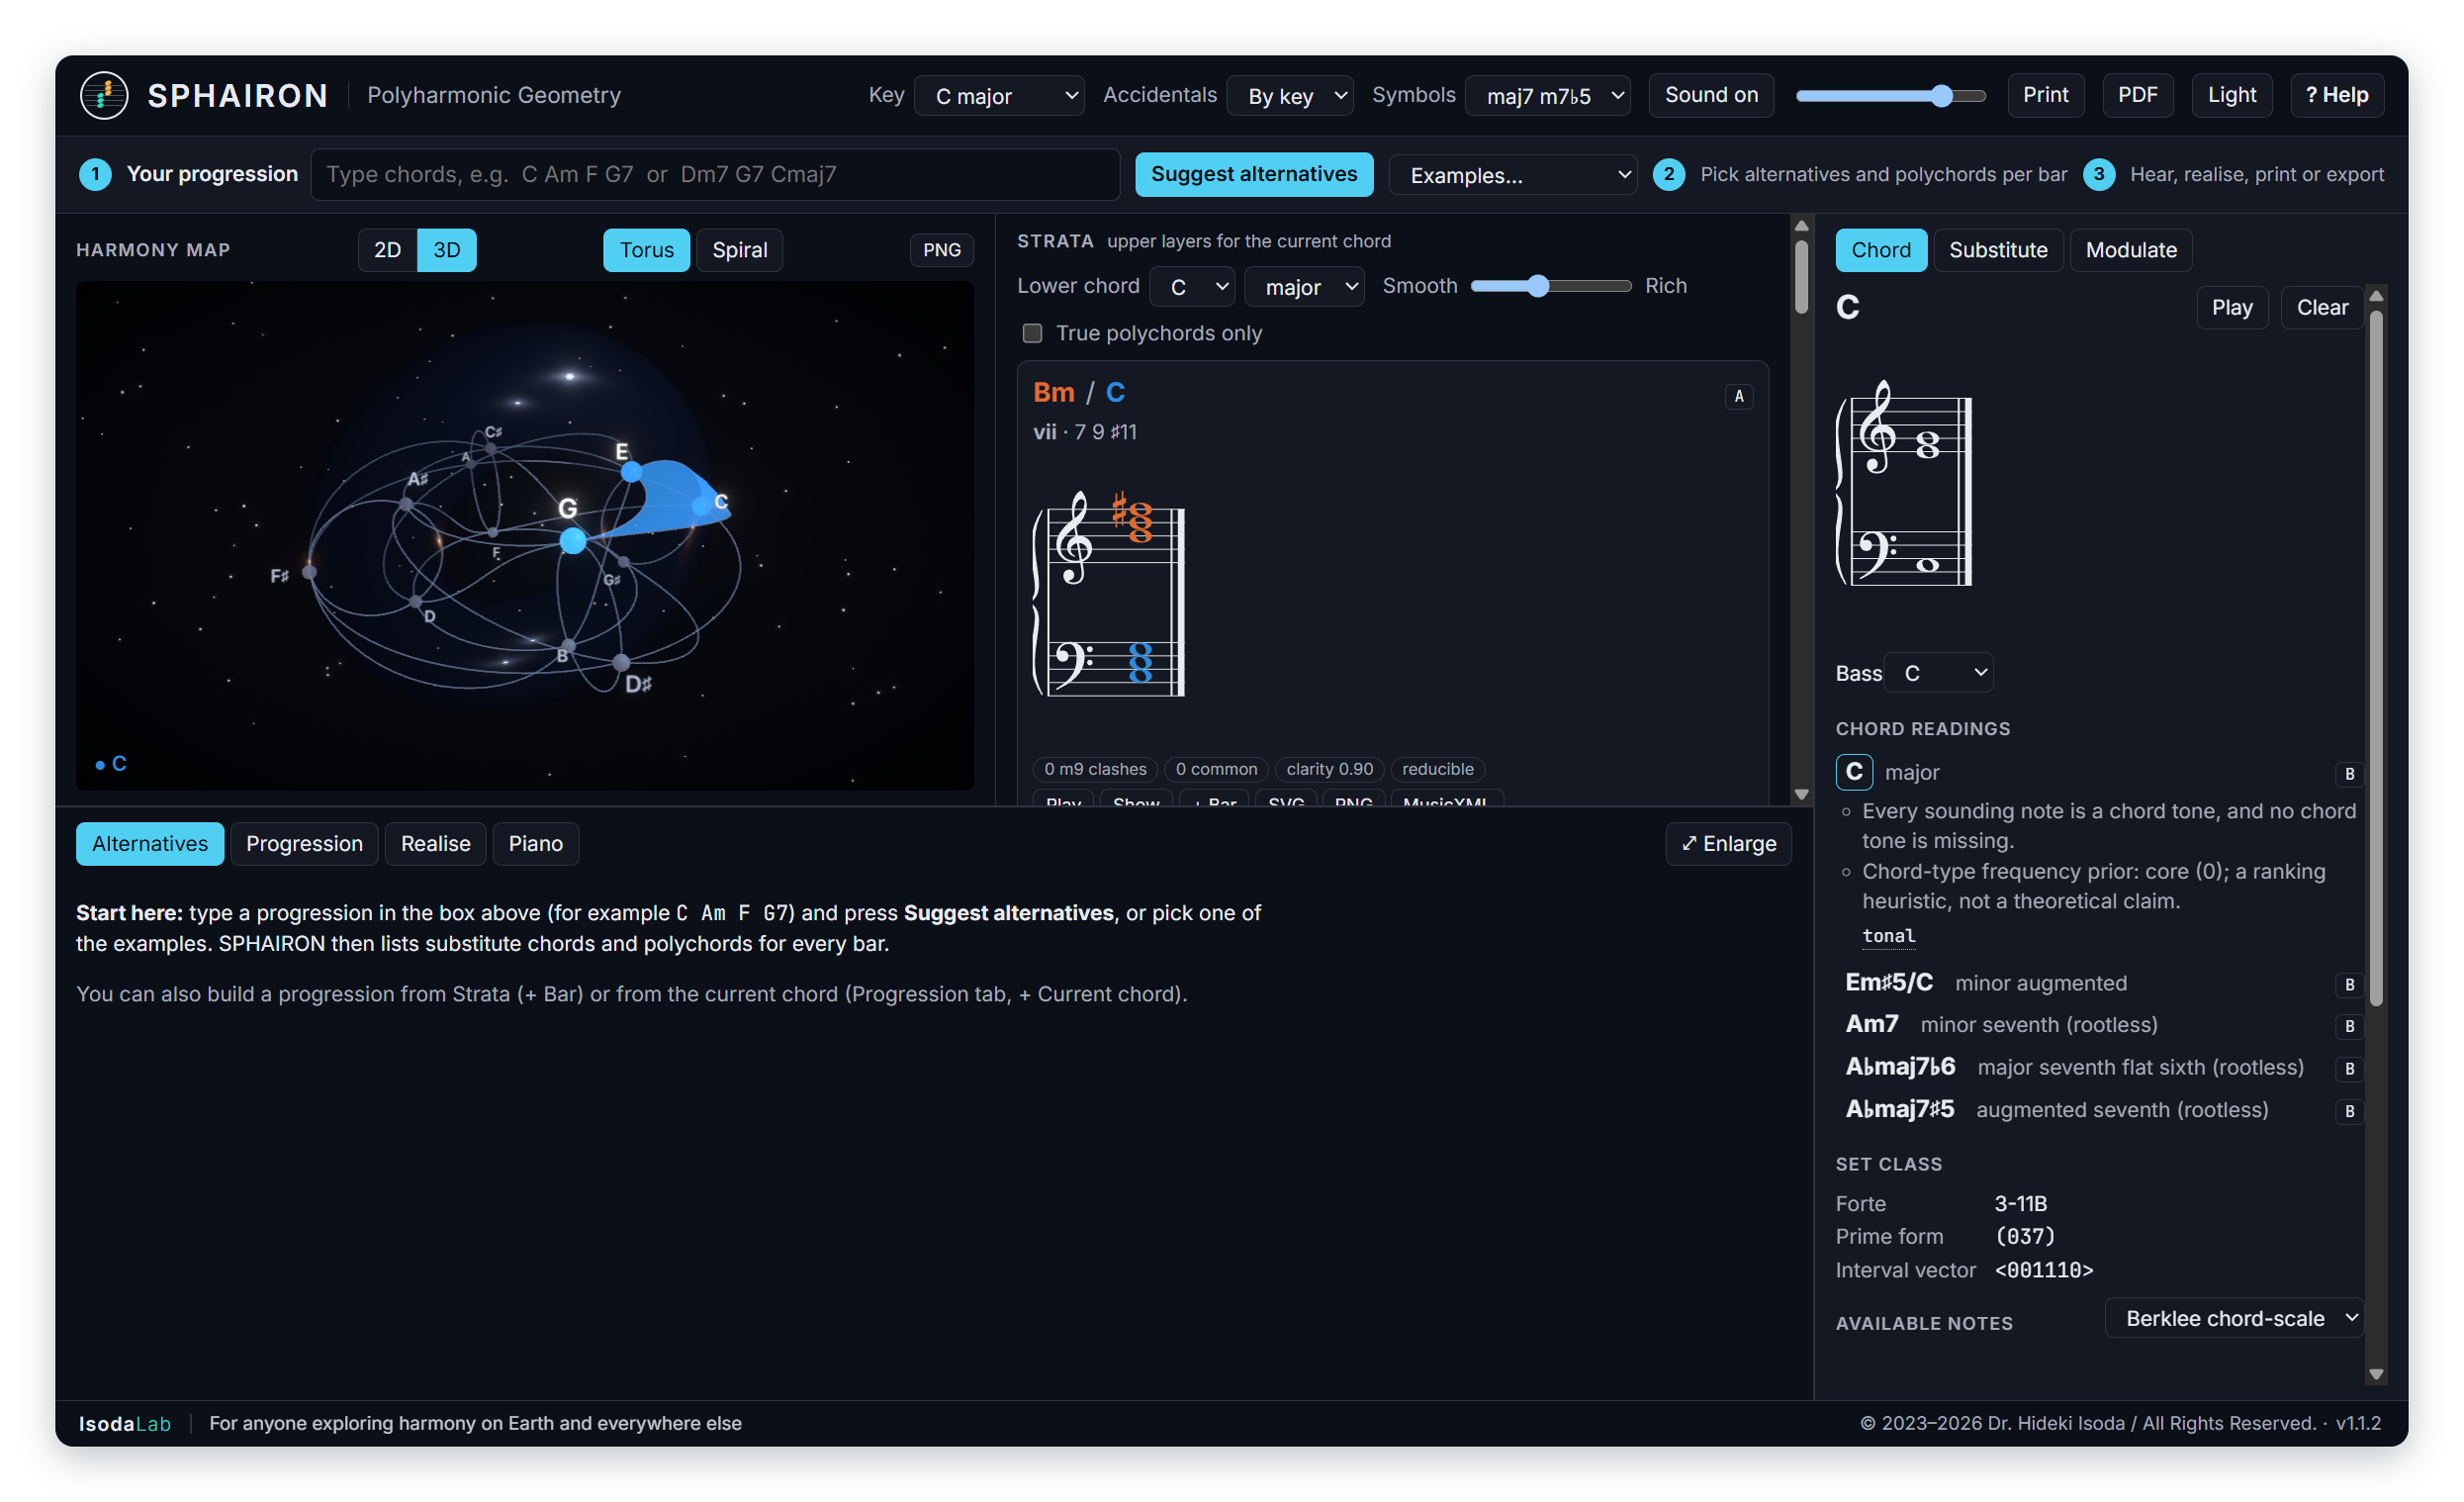 SPHAIRON Polyharmonic Geometry Key C major Accidentals By key Symbols maj7 m7♭5 Sound on Print PDF Light ? Help
1 Your progression Type chords, e.g. C Am F G7 or Dm7 G7 Cmaj7 Suggest alternatives Examples... 2 Pick alternatives and polychords per bar 3 Hear, realise, print or export
HARMONY MAP 2D 3D Torus Spiral PNG
C♯
A
E
A♯
C
G
F
F♯
G♯
D
B
D♯
C
STRATA upper layers for the current chord
Lower chord C major Smooth Rich
True polychords only
Bm / C A
vii · 7 9 ♯11
0 m9 clashes 0 common clarity 0.90 reducible
Play Show + Bar SVG PNG MusicXML
Chord Substitute Modulate
C Play Clear
Bass C
CHORD READINGS
C major B
Every sounding note is a chord tone, and no chord
tone is missing.
Chord-type frequency prior: core (0); a ranking
heuristic, not a theoretical claim.
tonal
Em♯5/C minor augmented B
Am7 minor seventh (rootless) B
A♭maj7♭6 major seventh flat sixth (rootless) B
A♭maj7♯5 augmented seventh (rootless) B
SET CLASS
Forte 3-11B
Prime form (037)
Interval vector <001110>
AVAILABLE NOTES Berklee chord-scale
Alternatives Progression Realise Piano ⤢ Enlarge
Start here: type a progression in the box above (for example C Am F G7) and press Suggest alternatives, or pick one of
the examples. SPHAIRON then lists substitute chords and polychords for every bar.
You can also build a progression from Strata (+ Bar) or from the current chord (Progression tab, + Current chord).
IsodaLab For anyone exploring harmony on Earth and everywhere else © 2023–2026 Dr. Hideki Isoda / All Rights Reserved. · v1.1.2